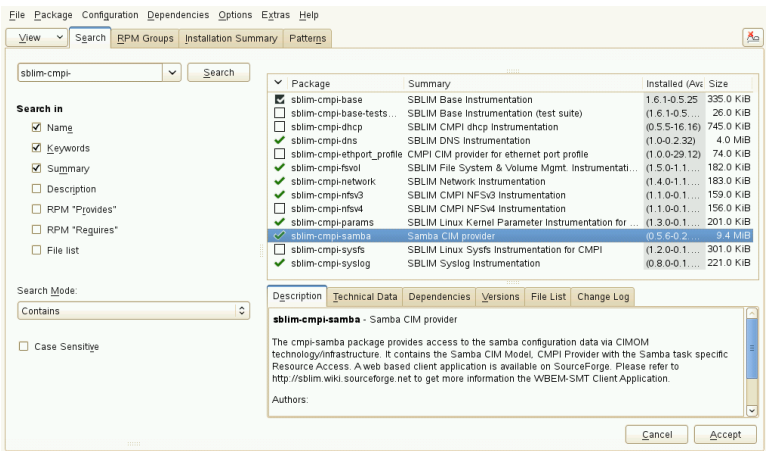 File Package Configuration Dependencies Options Extras Help
View Search RPM Groups Installation Summary Patterns
sblim-cmpi- Search
Search in
Name
Keywords
Summary
Description
RPM "Provides"
RPM "Requires"
File list
Search Mode:
Contains
Case Sensitive
Package Summary Installed (Ava Size
sblim-cmpi-base SBLIM Base Instrumentation 1.6.1-0.5.25 335.0 KiB
sblim-cmpi-base-tests... SBLIM Base Instrumentation (test suite) (1.6.1-0.5.... 26.0 KiB
sblim-cmpi-dhcp SBLIM CMPI dhcp Instrumentation (0.5.5-16.16) 745.0 KiB
sblim-cmpi-dns SBLIM DNS Instrumentation (1.0-0.2.32) 4.0 MiB
sblim-cmpi-ethport_profile CMPI CIM provider for ethernet port profile (1.0.0-29.12) 74.0 KiB
sblim-cmpi-fsvol SBLIM File System & Volume Mgmt. Instrumentati... (1.5.0-1.1.... 182.0 KiB
sblim-cmpi-network SBLIM Network Instrumentation (1.4.0-1.1.... 183.0 KiB
sblim-cmpi-nfsv3 SBLIM CMPI NFSv3 Instrumentation (1.1.0-0.1.... 159.0 KiB
sblim-cmpi-nfsv4 SBLIM CMPI NFSv4 Instrumentation (1.1.0-0.1.... 156.0 KiB
sblim-cmpi-params SBLIM Linux Kernel Parameter Instrumentation for ... (1.3.0-0.1.... 201.0 KiB
sblim-cmpi-samba Samba CIM provider (0.5.6-0.2.... 9.4 MiB
sblim-cmpi-sysfs SBLIM Linux Sysfs Instrumentation for CMPI (1.2.0-0.1.... 301.0 KiB
sblim-cmpi-syslog SBLIM Syslog Instrumentation (0.8.0-0.1.... 221.0 KiB
Description Technical Data Dependencies Versions File List Change Log
sblim-cmpi-samba - Samba CIM provider
The cmpi-samba package provides access to the samba configuration data via CIMOM
technology/infrastructure. It contains the Samba CIM Model, CMPI Provider with the Samba task specific
Resource Access. A web based client application is available on SourceForge. Please refer to
http://sblim.wiki.sourceforge.net to get more information the WBEM-SMT Client Application.
Authors:
Cancel Accept